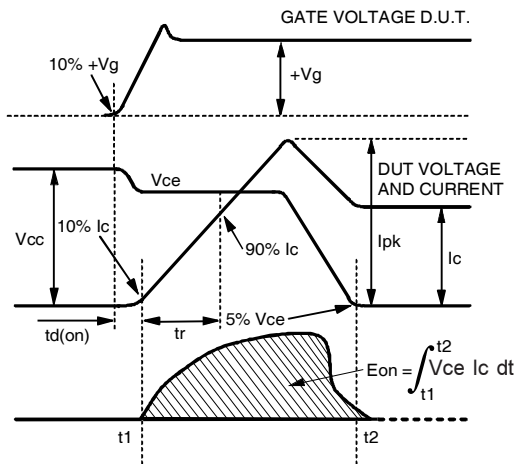 GATE VOLTAGE D.U.T.
10% +Vg
+Vg
Vce
DUT VOLTAGE
AND CURRENT
10% Ic
Vcc
90% Ic
Ipk
Ic
td(on)
tr
5% Vce
Eon = ∫ Vce Ic dt
t2
t1
t1
t2